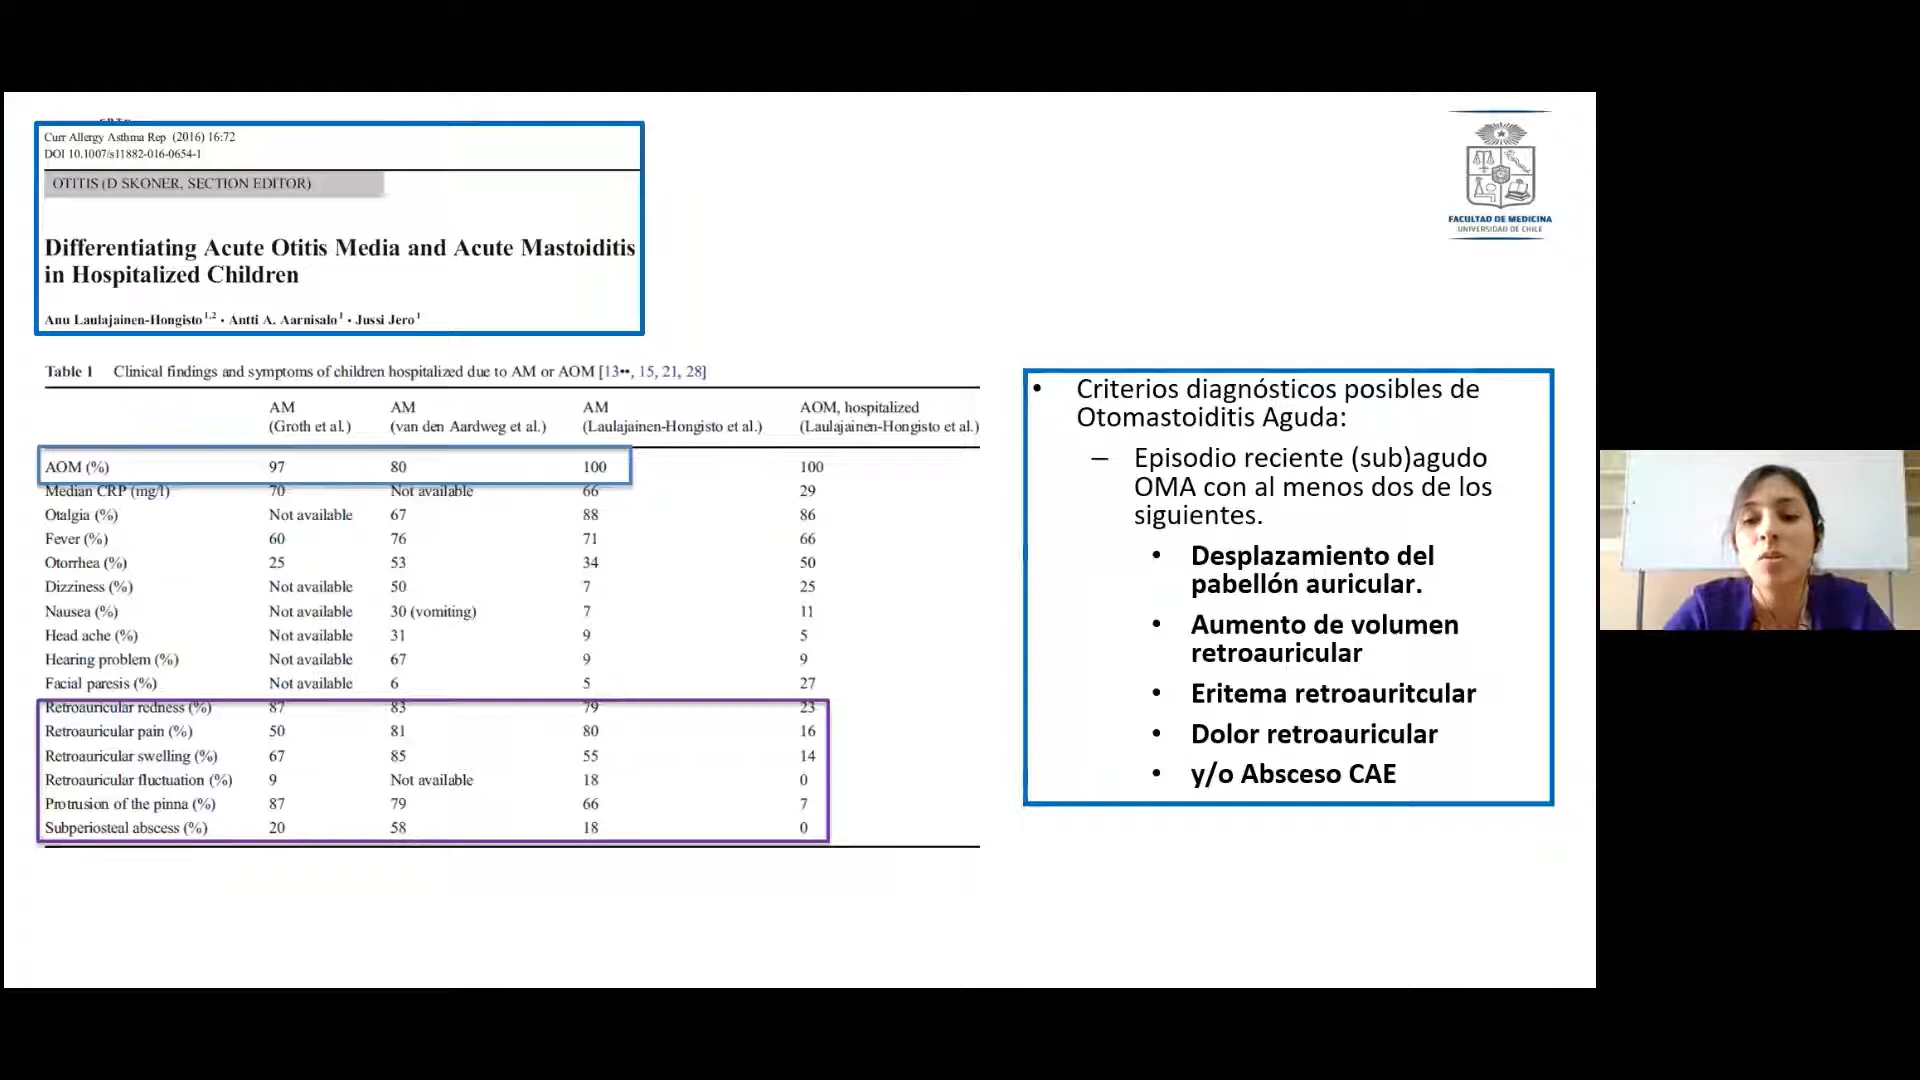 Curr Allergy Asthma Rep (2016) 16:72
DOI 10.1007/s11882-016-0654-1
OTITIS (D SKONER, SECTION EDITOR)
Differentiating Acute Otitis Media and Acute Mastoiditis
in Hospitalized Children
Anu Laulajainen-Hongisto 1,2 • Antti A. Aarnisalo 1 • Jussi Jero 1
FACULTAD DE MEDICINA
UNIVERSIDAD DE CHILE
Table 1 Clinical findings and symptoms of children hospitalized due to AM or AOM [13••, 15, 21, 28]
AM AM AM AOM, hospitalized
(Groth et al.) (van den Aardweg et al.) (Laulajainen-Hongisto et al.) (Laulajainen-Hongisto et al.)
AOM (%) 97 80 100 100
Median CRP (mg/l) 70 Not available 66 29
Otalgia (%) Not available 67 88 86
Fever (%) 60 76 71 66
Otorrhea (%) 25 53 34 50
Dizziness (%) Not available 50 7 25
Nausea (%) Not available 30 (vomiting) 7 11
Head ache (%) Not available 31 9 5
Hearing problem (%) Not available 67 9 9
Facial paresis (%) Not available 6 5 27
Retroauricular redness (%) 87 83 79 23
Retroauricular pain (%) 50 81 80 16
Retroauricular swelling (%) 67 85 55 14
Retroauricular fluctuation (%) 9 Not available 18 0
Protrusion of the pinna (%) 87 79 66 7
Subperiosteal abscess (%) 20 58 18 0
• Criterios diagnósticos posibles de
Otomastoiditis Aguda:
– Episodio reciente (sub)agudo
OMA con al menos dos de los
siguientes.
• Desplazamiento del
pabellón auricular.
• Aumento de volumen
retroauricular
• Eritema retroauritcular
• Dolor retroauricular
• y/o Absceso CAE